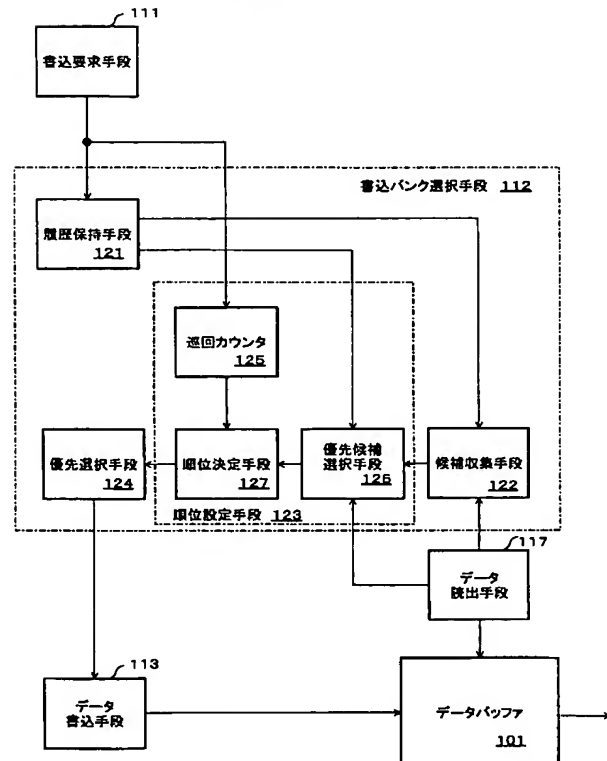 111
書込要求手段
書込バンク選択手段 112
履歴保持手段
121
巡回カウンタ
125
優先選択手段
124
順位決定手段
127
優先候補
選択手段
126
候補収集手段
122
順位設定手段 123
117
データ
読出手段
113
データ
書込手段
データバッファ
101